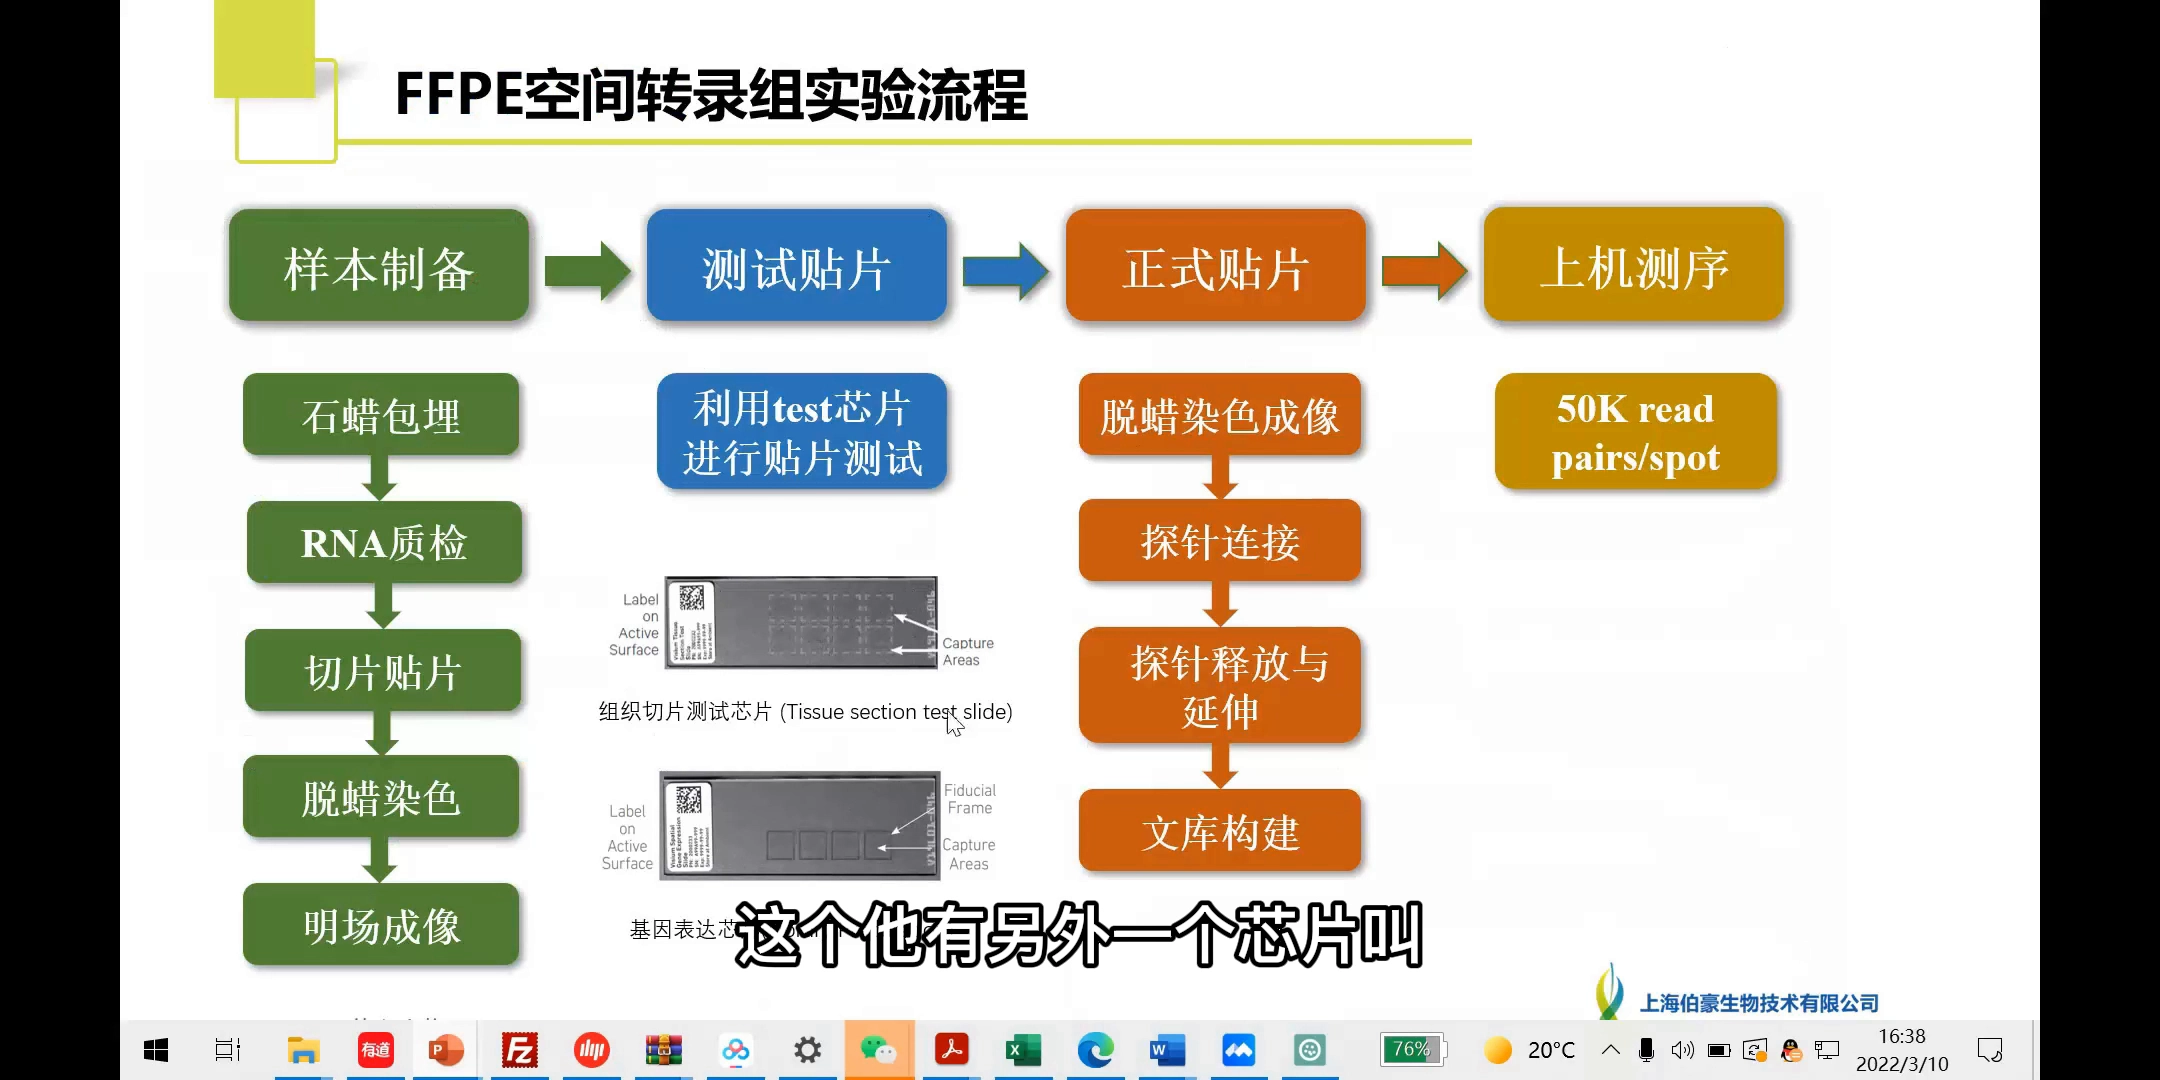 FFPE空间转录组实验流程
样本制备
测试贴片
正式贴片
上机测序
石蜡包埋
RNA质检
切片贴片
脱蜡染色
明场成像
利用test芯片
进行贴片测试
Label
on
Active
Surface
Capture
Areas
组织切片测试芯片 (Tissue section test slide)
Label
on
Active
Surface
Fiducial
Frame
Capture
Areas
基因表达芯
脱蜡染色成像
探针连接
探针释放与
延伸
文库构建
50K read
pairs/spot
这个他有另外一个芯片叫
上海伯豪生物技术有限公司
有道
76%
20°C
16:38
2022/3/10